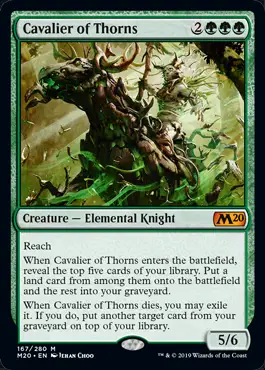 Cavalier of Thorns 2
Creature — Elemental Knight M20
Reach
When Cavalier of Thorns enters the battlefield,
reveal the top five cards of your library. Put a
land card from among them onto the battlefield
and the rest into your graveyard.
When Cavalier of Thorns dies, you may exile
it. If you do, put another target card from your
graveyard on top of your library.
5/6
167/280 M
M20 • EN JEHAN CHOO
™ & © 2019 Wizards of the Coast